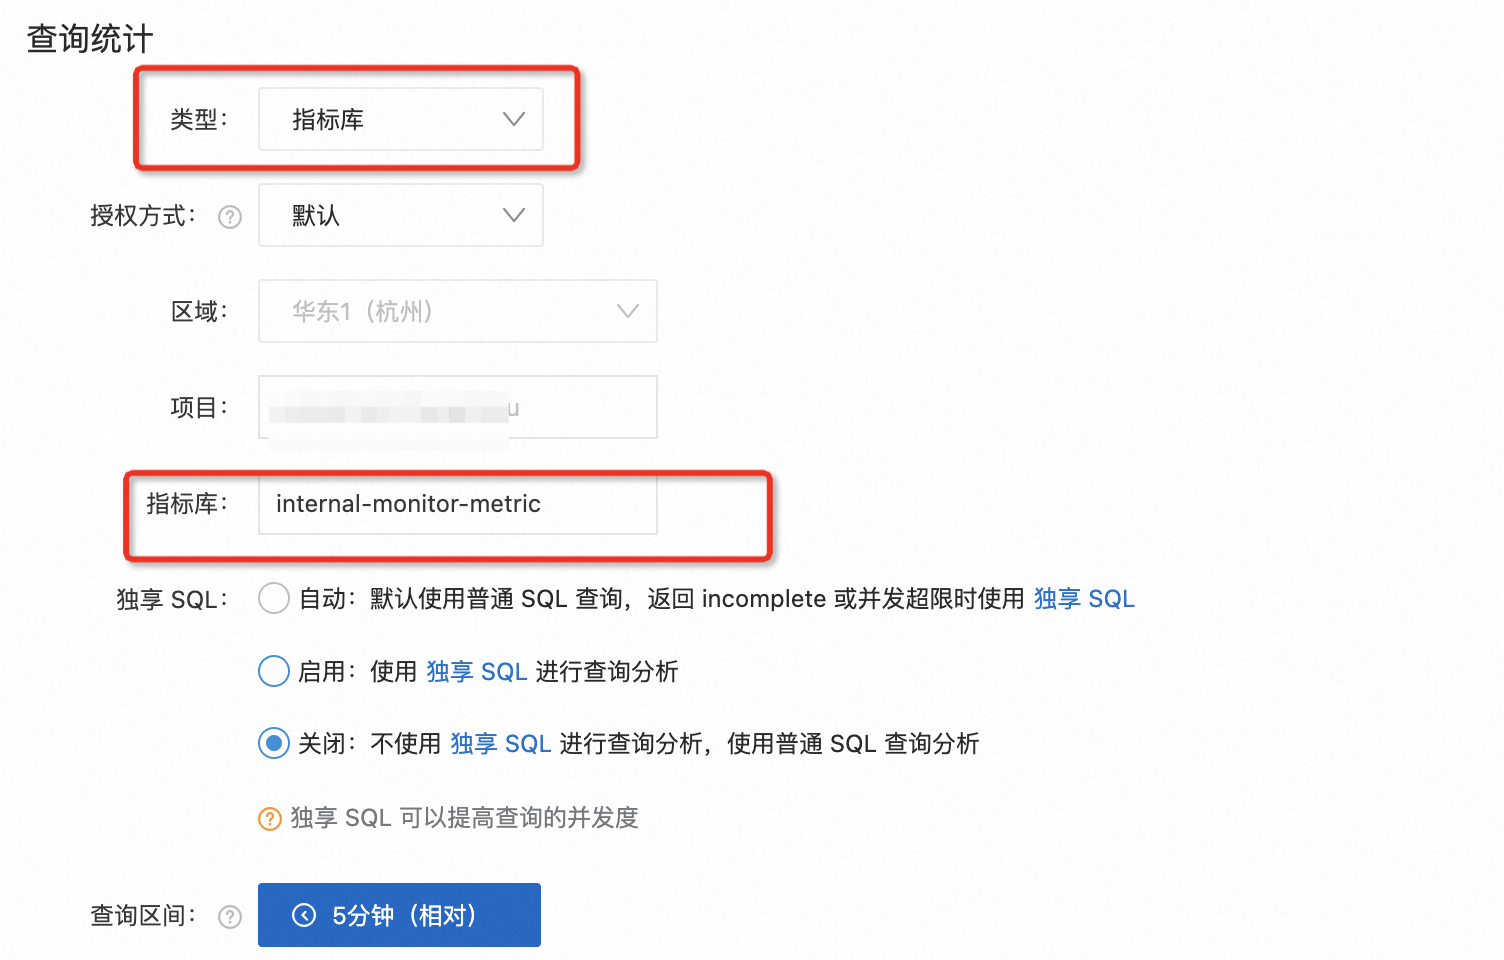 查询统计
类型： 指标库
授权方式： ? 默认
区域： 华东1（杭州）
项目： u
指标库： internal-monitor-metric
独享 SQL： 自动：默认使用普通 SQL 查询，返回 incomplete 或并发超限时使用 独享 SQL
启用：使用 独享 SQL 进行查询分析
关闭：不使用 独享 SQL 进行查询分析，使用普通 SQL 查询分析
? 独享 SQL 可以提高查询的并发度
查询区间： ? 5分钟（相对）